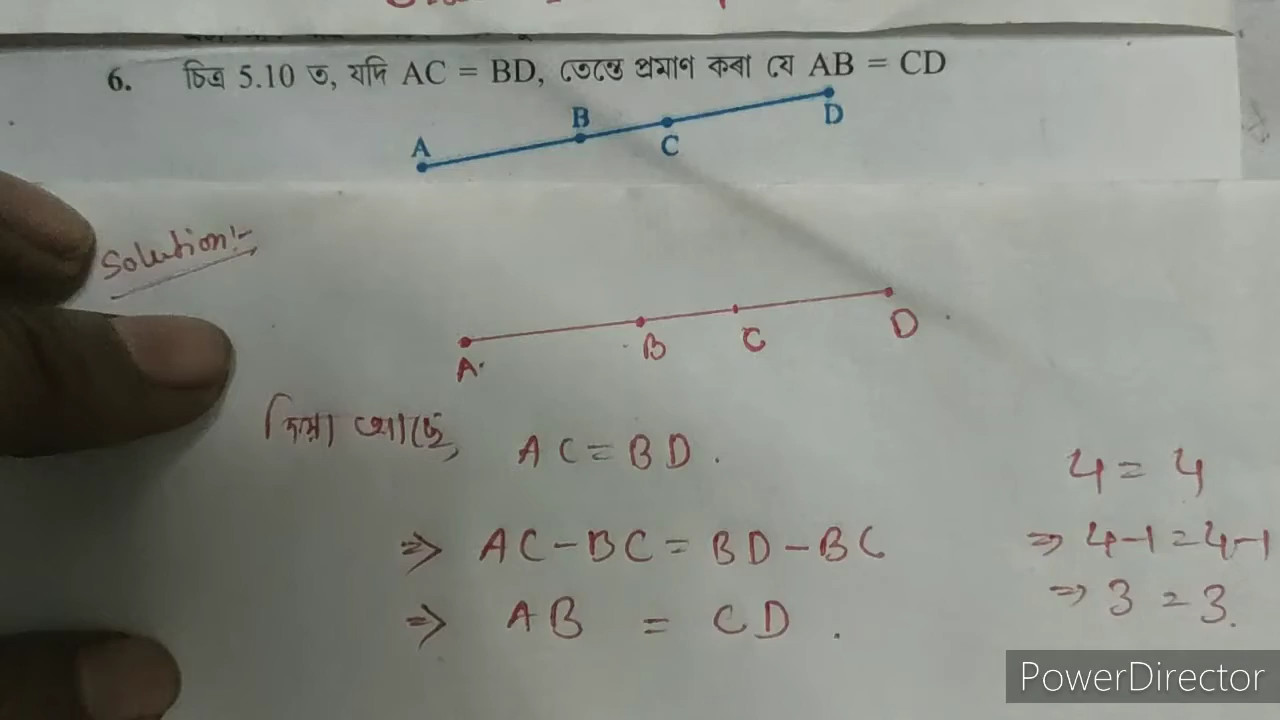 6. চিত্ৰ 5.10 ত, যদি AC = BD, তেন্তে প্ৰমাণ কৰা যে AB = CD
A B C D
Solution:-
A B C D
দিয়া আছে, AC = BD.
4 = 4
⇒ AC - BC = BD - BC
⇒ 4-1 = 4-1
⇒ AB = CD.
⇒ 3 = 3.
PowerDirector